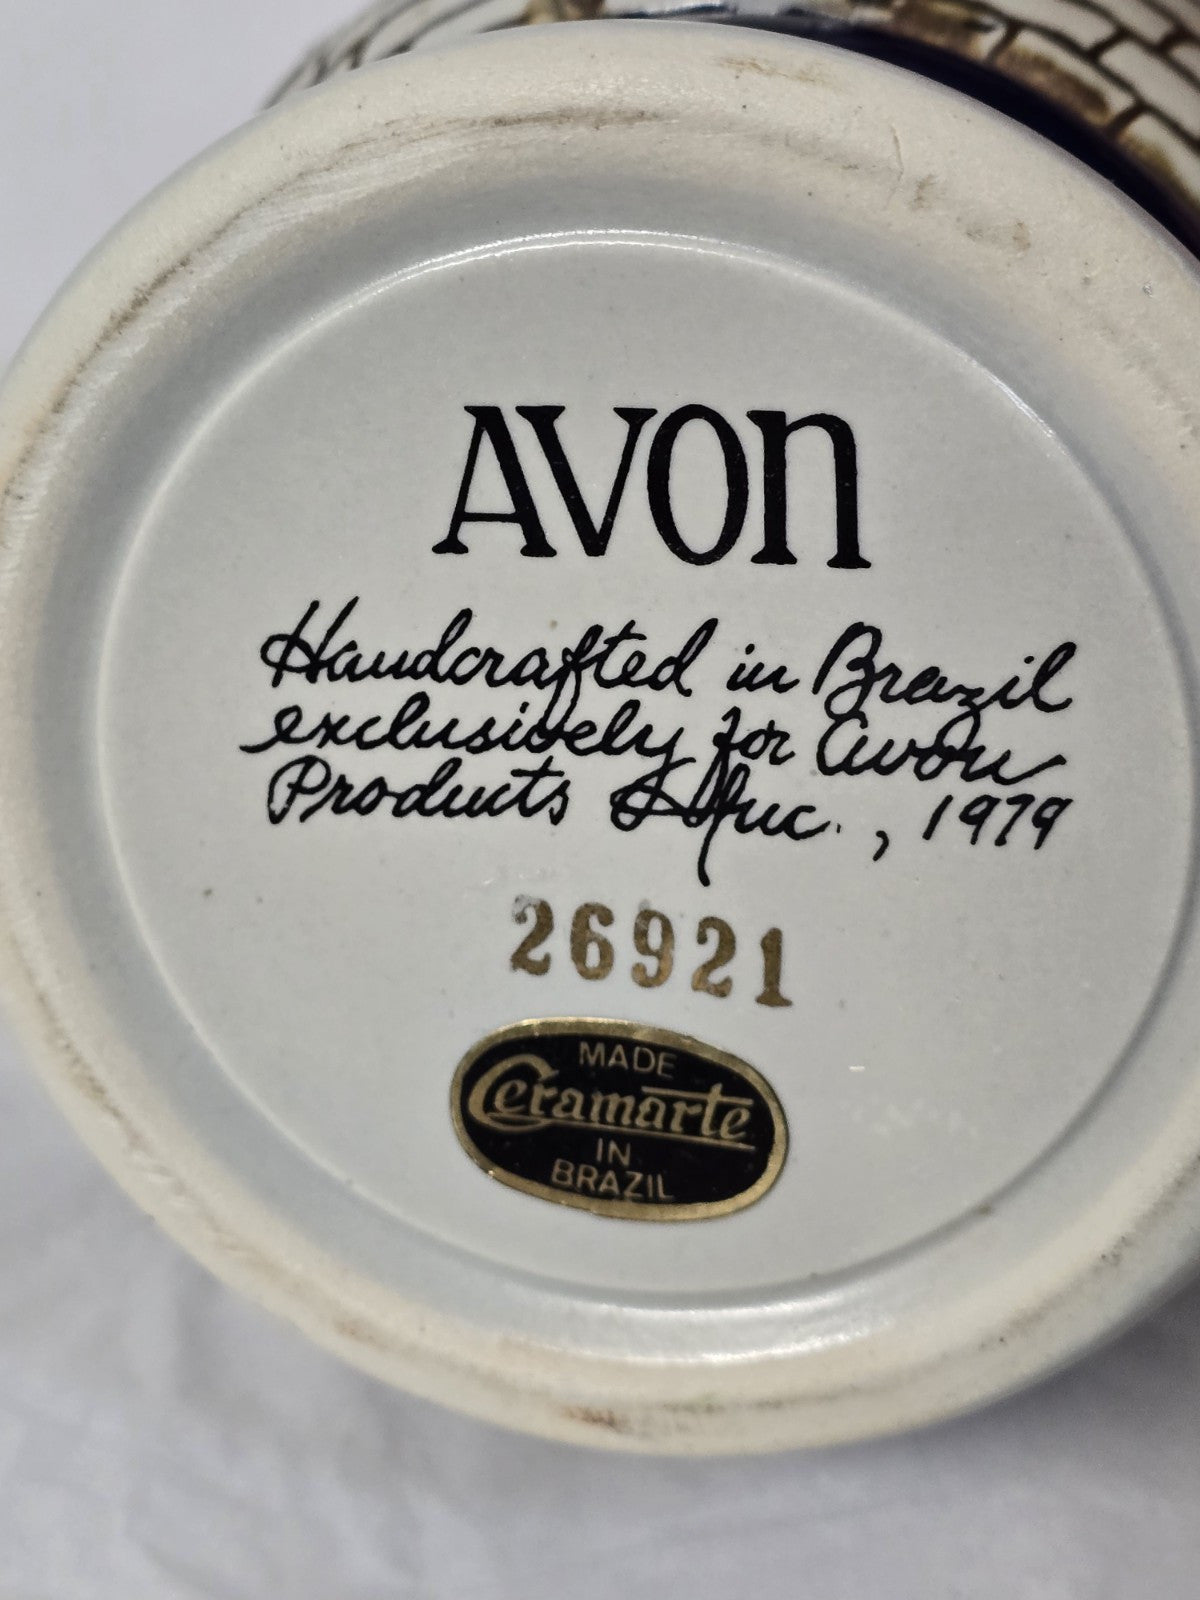 AVON
Handcrafted in Brazil
exclusively for Avon
Products Inc., 1979
26921
MADE
Ceramarte
IN
BRAZIL